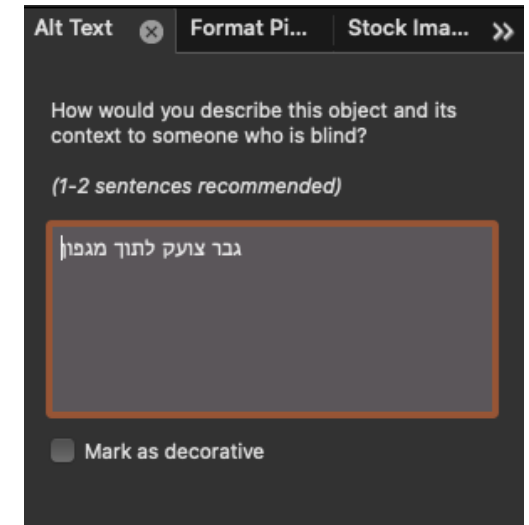 Alt Text
Format Pi...
Stock Ima...
How would you describe this object and its
context to someone who is blind?
(1-2 sentences recommended)
גבר צועק לתוך מגפון
Mark as decorative